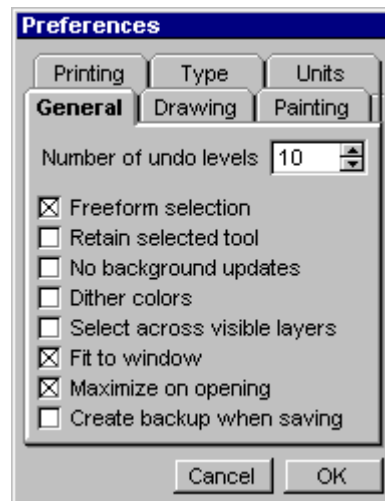 Preferences
Printing Type Units
General Drawing Painting
Number of undo levels 10
Freeform selection
Retain selected tool
No background updates
Dither colors
Select across visible layers
Fit to window
Maximize on opening
Create backup when saving
Cancel OK